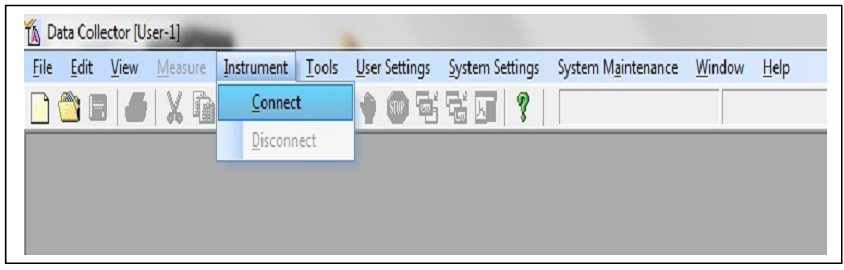 Data Collector [User-1]
File Edit View Measure Instrument Tools User Settings System Settings System Maintenance Window Help
Connect
STOP
Disconnect